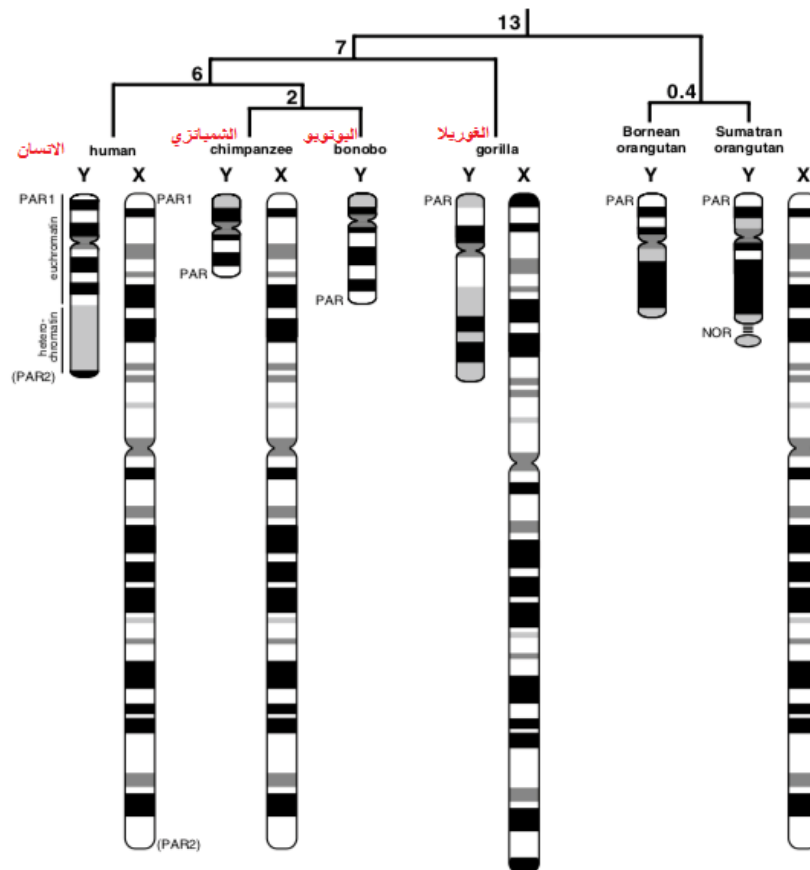 13
7
6
2
0.4
الانسان
human
الشمبانزي
chimpanzee
البونوبو
bonobo
الغوريلا
gorilla
Bornean
orangutan
Sumatran
orangutan
Y X Y X Y Y X Y Y X
PAR1
PAR1
PAR
PAR
PAR
PAR
PAR
euchromatin
hetero-
chromatin
(PAR2)
NOR
(PAR2)